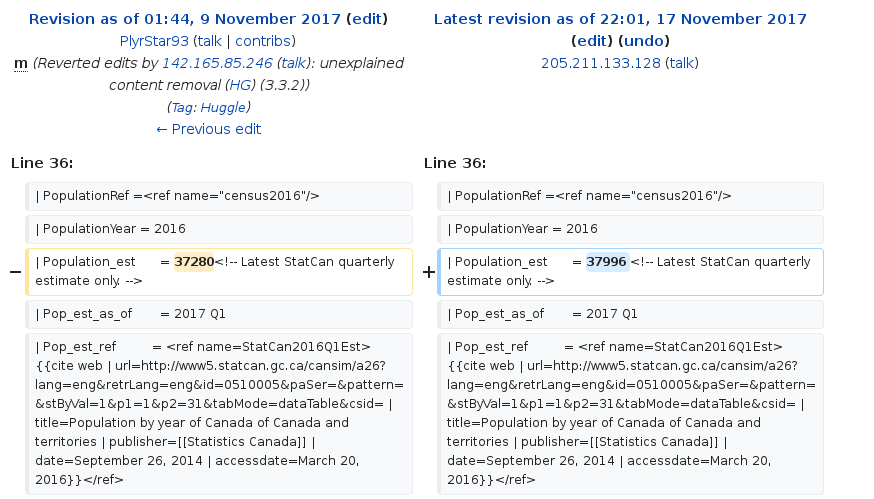 Revision as of 01:44, 9 November 2017 (edit)
PlyrStar93 (talk | contribs)
m (Reverted edits by 142.165.85.246 (talk): unexplained
content removal (HG) (3.3.2))
(Tag: Huggle)
← Previous edit
Latest revision as of 22:01, 17 November 2017
(edit) (undo)
205.211.133.128 (talk)
Line 36:
| PopulationRef =<ref name="census2016"/>
| PopulationYear = 2016
− | Population_est = 37280<!-- Latest StatCan quarterly
estimate only. -->
| Pop_est_as_of = 2017 Q1
| Pop_est_ref = <ref name=StatCan2016Q1Est>
{{cite web | url=http://www5.statcan.gc.ca/cansim/a26?
lang=eng&retrLang=eng&id=0510005&paSer=&pattern=
&stByVal=1&p1=1&p2=31&tabMode=dataTable&csid= |
title=Population by year of Canada of Canada and
territories | publisher=[[Statistics Canada]] |
date=September 26, 2014 | accessdate=March 20,
2016}}</ref>
Line 36:
| PopulationRef =<ref name="census2016"/>
| PopulationYear = 2016
+ | Population_est = 37996 <!-- Latest StatCan quarterly
estimate only. -->
| Pop_est_as_of = 2017 Q1
| Pop_est_ref = <ref name=StatCan2016Q1Est>
{{cite web | url=http://www5.statcan.gc.ca/cansim/a26?
lang=eng&retrLang=eng&id=0510005&paSer=&pattern=
&stByVal=1&p1=1&p2=31&tabMode=dataTable&csid= |
title=Population by year of Canada of Canada and
territories | publisher=[[Statistics Canada]] |
date=September 26, 2014 | accessdate=March 20,
2016}}</ref>